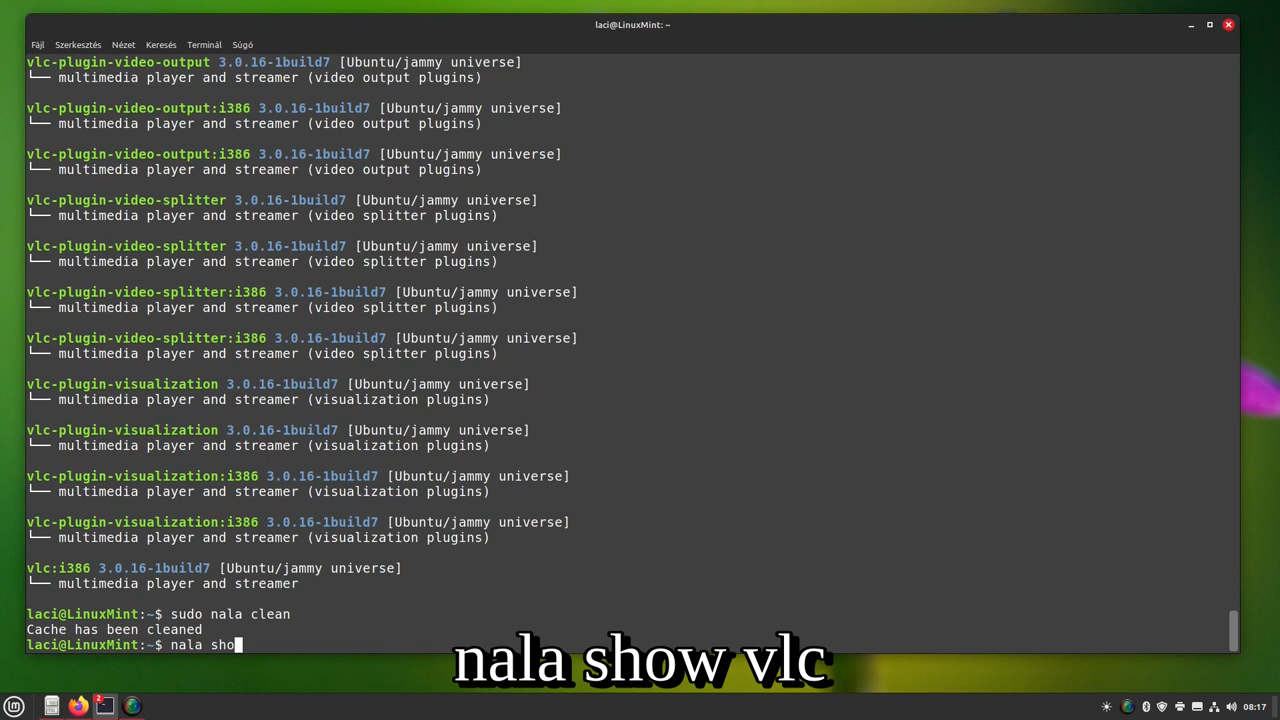 laci@LinuxMint: ~
Fájl Szerkesztés Nézet Keresés Terminál Súgó
vlc-plugin-video-output 3.0.16-1build7 [Ubuntu/jammy universe]
└── multimedia player and streamer (video output plugins)
vlc-plugin-video-output:i386 3.0.16-1build7 [Ubuntu/jammy universe]
└── multimedia player and streamer (video output plugins)
vlc-plugin-video-output:i386 3.0.16-1build7 [Ubuntu/jammy universe]
└── multimedia player and streamer (video output plugins)
vlc-plugin-video-splitter 3.0.16-1build7 [Ubuntu/jammy universe]
└── multimedia player and streamer (video splitter plugins)
vlc-plugin-video-splitter 3.0.16-1build7 [Ubuntu/jammy universe]
└── multimedia player and streamer (video splitter plugins)
vlc-plugin-video-splitter:i386 3.0.16-1build7 [Ubuntu/jammy universe]
└── multimedia player and streamer (video splitter plugins)
vlc-plugin-video-splitter:i386 3.0.16-1build7 [Ubuntu/jammy universe]
└── multimedia player and streamer (video splitter plugins)
vlc-plugin-visualization 3.0.16-1build7 [Ubuntu/jammy universe]
└── multimedia player and streamer (visualization plugins)
vlc-plugin-visualization 3.0.16-1build7 [Ubuntu/jammy universe]
└── multimedia player and streamer (visualization plugins)
vlc-plugin-visualization:i386 3.0.16-1build7 [Ubuntu/jammy universe]
└── multimedia player and streamer (visualization plugins)
vlc-plugin-visualization:i386 3.0.16-1build7 [Ubuntu/jammy universe]
└── multimedia player and streamer (visualization plugins)
vlc:i386 3.0.16-1build7 [Ubuntu/jammy universe]
└── multimedia player and streamer
laci@LinuxMint:~$ sudo nala clean
Cache has been cleaned
laci@LinuxMint:~$ nala sho
nala show vlc
2
08:17